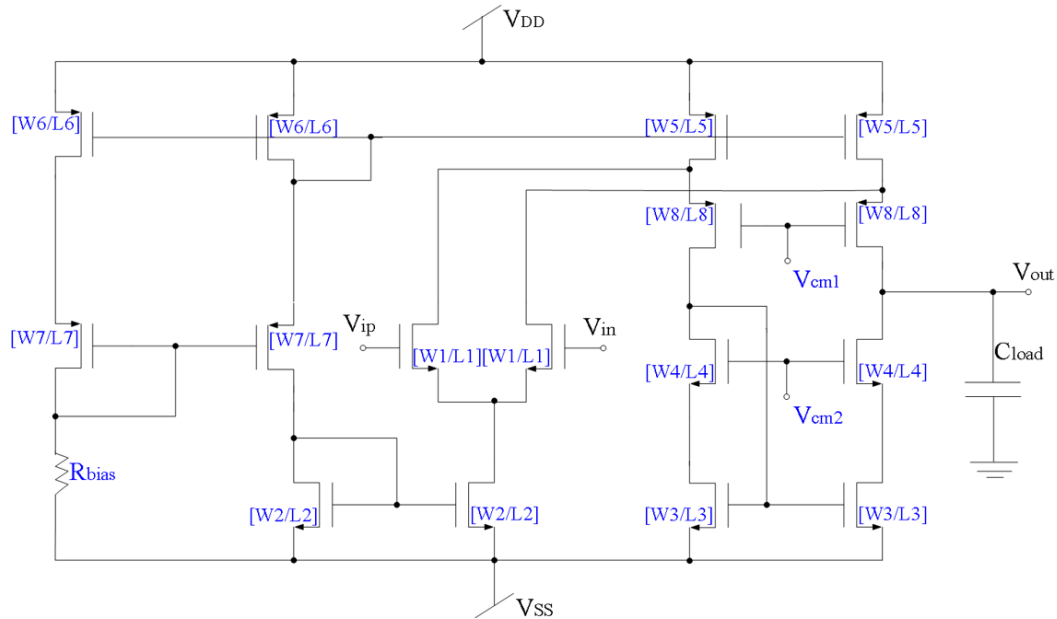 VDD
[W6/L6]
[W6/L6]
[W5/L5]
[W5/L5]
[W8/L8]
[W8/L8]
Vcm1
Vout
[W7/L7]
[W7/L7]
Vip
Vin
[W1/L1]
[W1/L1]
[W4/L4]
[W4/L4]
Cload
Vcm2
Rbias
[W2/L2]
[W2/L2]
[W3/L3]
[W3/L3]
VSS